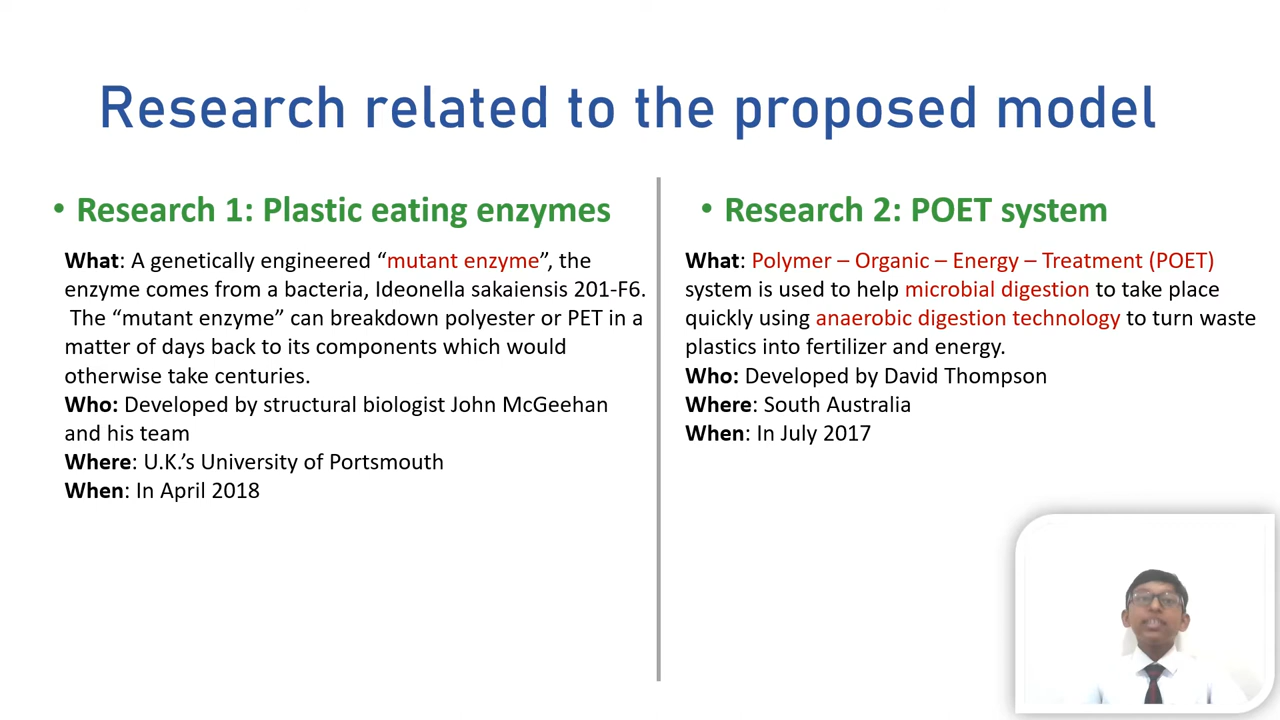 Research related to the proposed model
• Research 1: Plastic eating enzymes
What: A genetically engineered “mutant enzyme”, the
enzyme comes from a bacteria, Ideonella sakaiensis 201-F6.
The “mutant enzyme” can breakdown polyester or PET in a
matter of days back to its components which would
otherwise take centuries.
Who: Developed by structural biologist John McGeehan
and his team
Where: U.K.’s University of Portsmouth
When: In April 2018
• Research 2: POET system
What: Polymer – Organic – Energy – Treatment (POET)
system is used to help microbial digestion to take place
quickly using anaerobic digestion technology to turn waste
plastics into fertilizer and energy.
Who: Developed by David Thompson
Where: South Australia
When: In July 2017